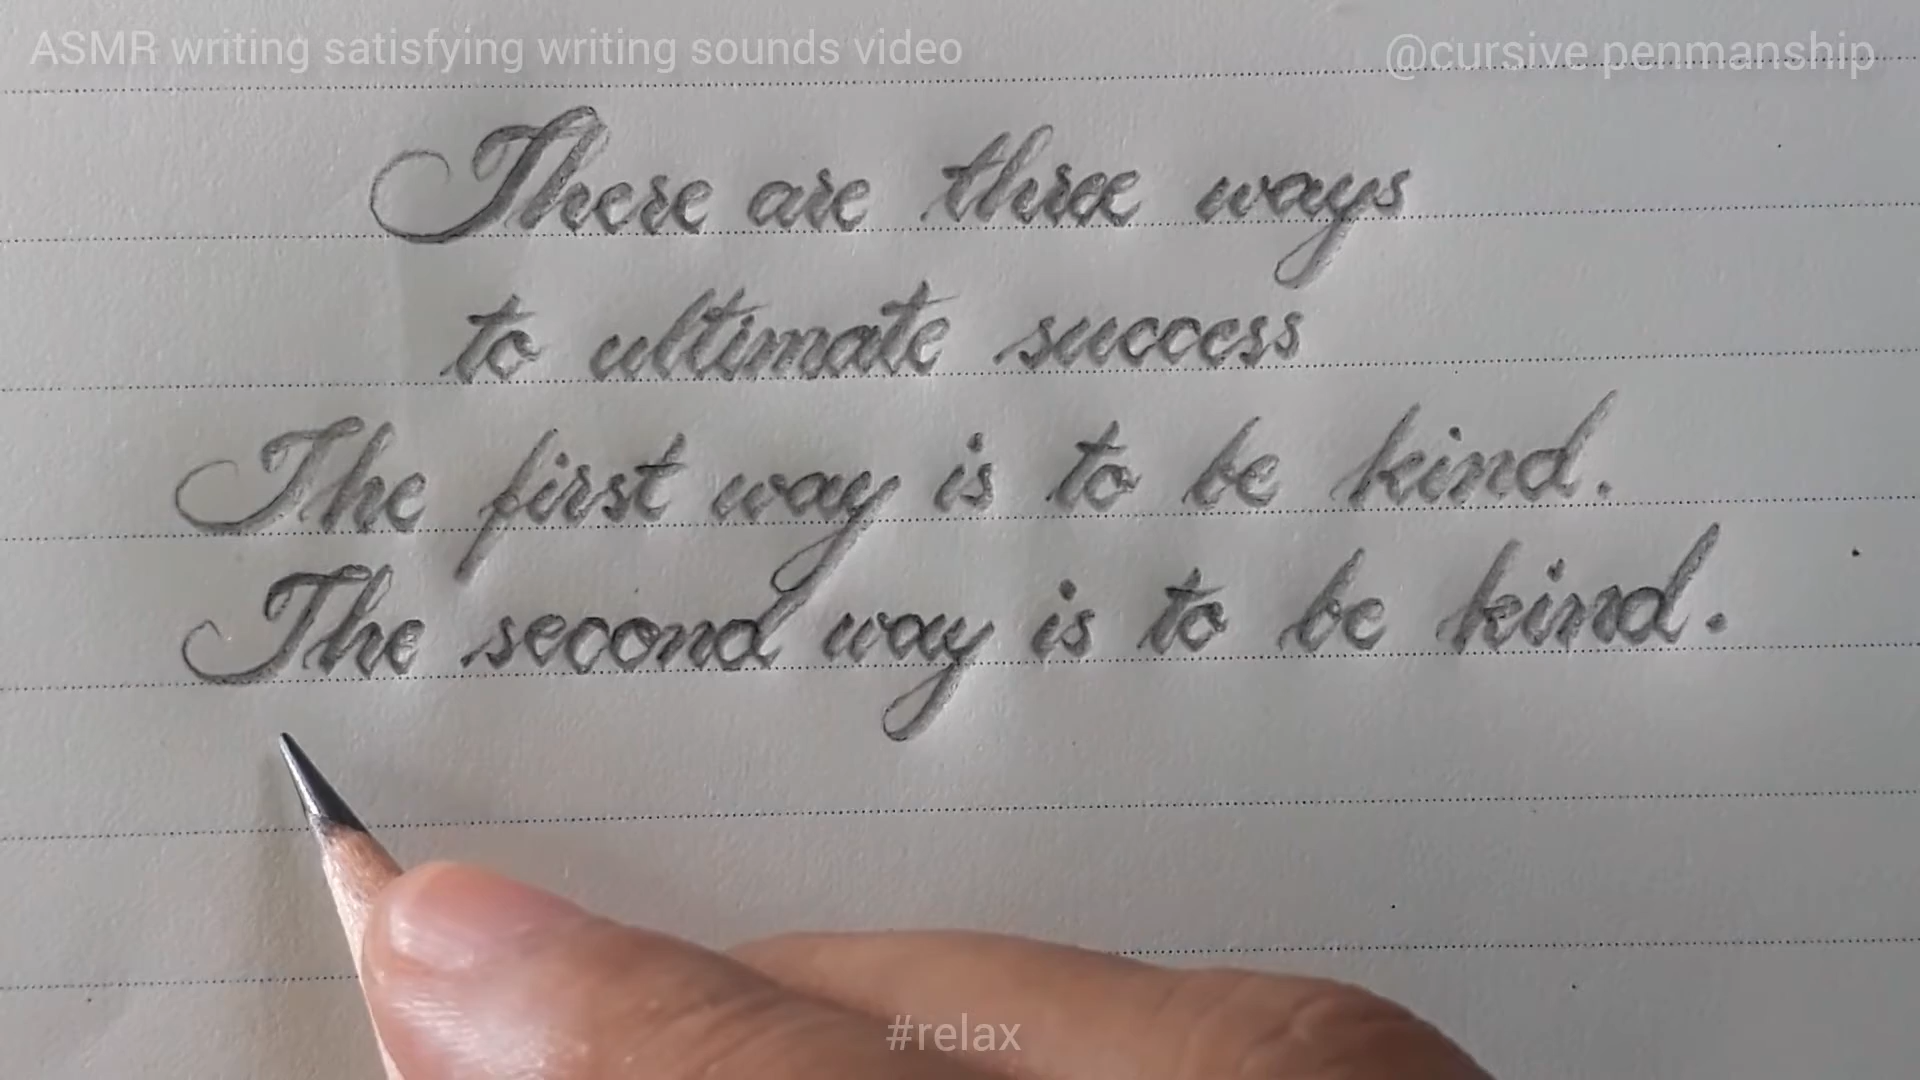 ASMR writing satisfying writing sounds video
@cursive penmanship
There are three ways
to ultimate success
The first way is to be kind.
The second way is to be kind.
#relax